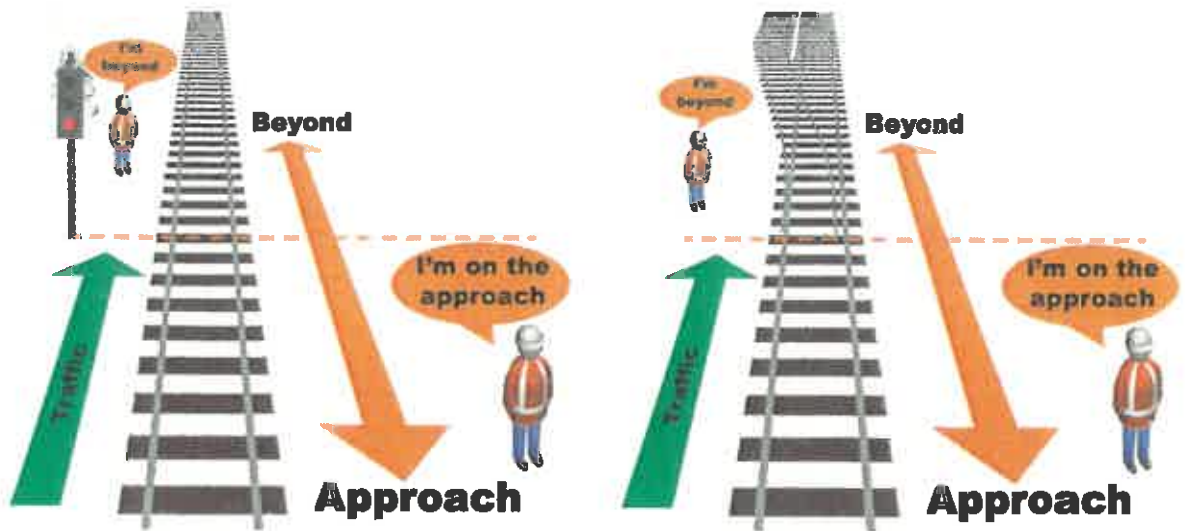 I'm
beyond
Beyond
I'm on the
approach
Traffic
Approach
I'm
beyond
Beyond
I'm on the
approach
Traffic
Approach